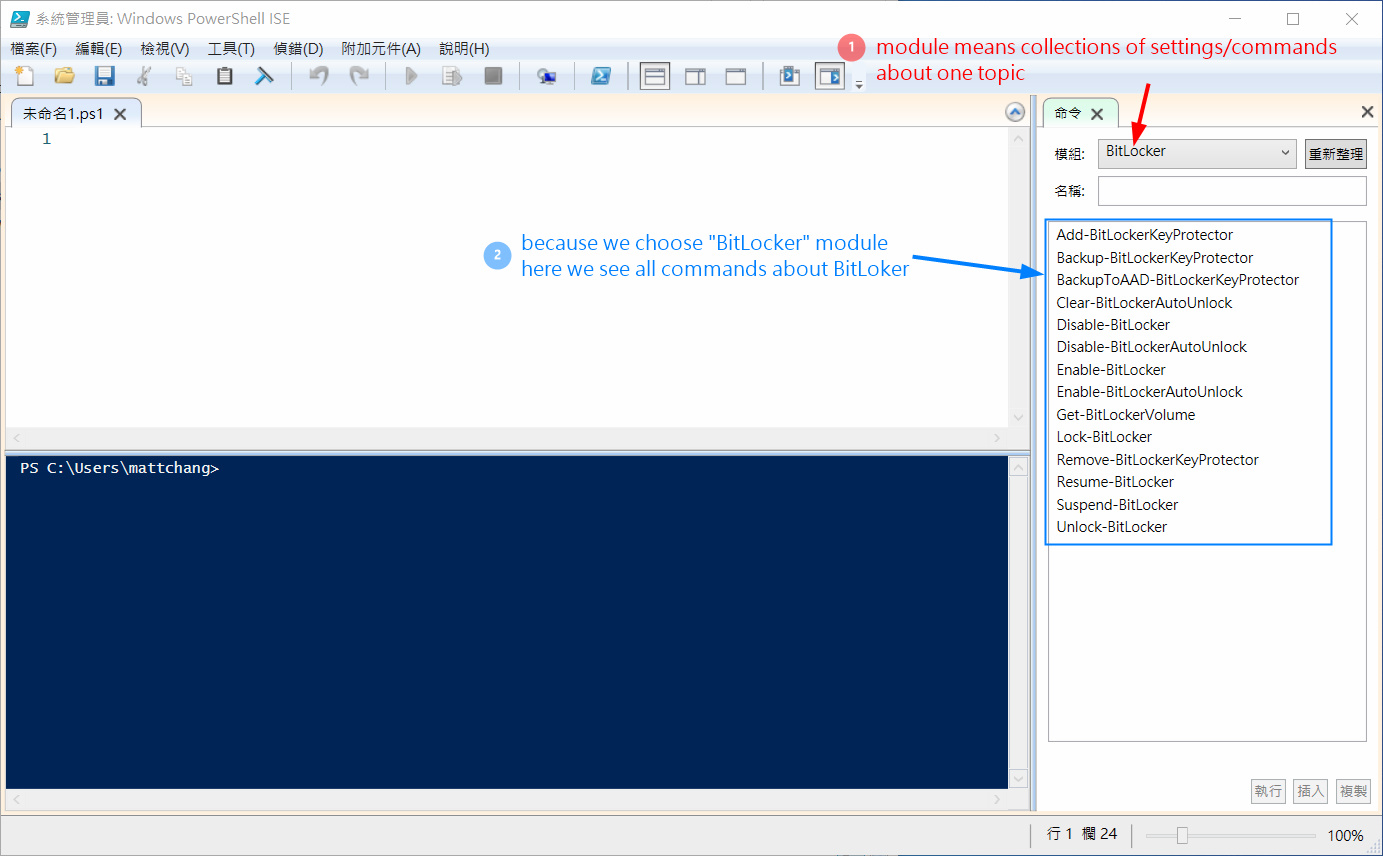 系統管理員: Windows PowerShell ISE
檔案(F) 編輯(E) 檢視(V) 工具(T) 偵錯(D) 附加元件(A) 說明(H)
1 module means collections of settings/commands
about one topic
未命名1.ps1
1
命令
模組: BitLocker 重新整理
名稱:
2 because we choose "BitLocker" module
here we see all commands about BitLoker
Add-BitLockerKeyProtector
Backup-BitLockerKeyProtector
BackupToAAD-BitLockerKeyProtector
Clear-BitLockerAutoUnlock
Disable-BitLocker
Disable-BitLockerAutoUnlock
Enable-BitLocker
Enable-BitLockerAutoUnlock
Get-BitLockerVolume
Lock-BitLocker
Remove-BitLockerKeyProtector
Resume-BitLocker
Suspend-BitLocker
Unlock-BitLocker
PS C:\Users\mattchang>
執行 插入 複製
行 1 欄 24 100%